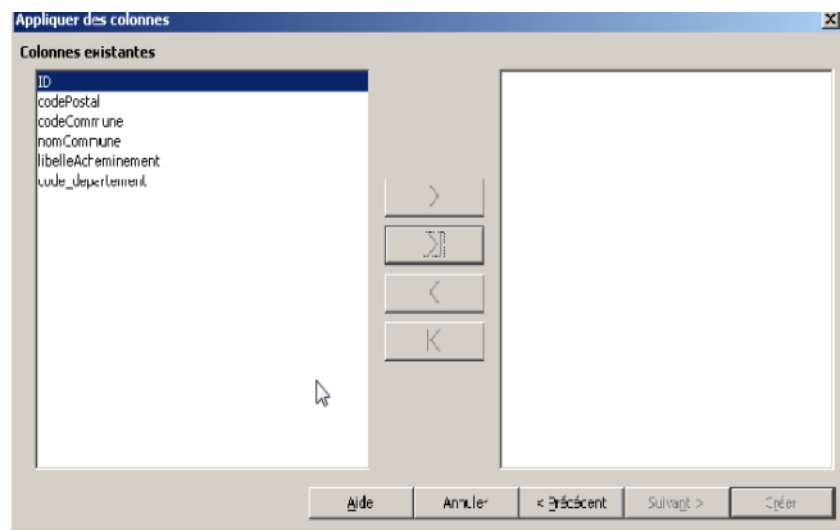 Appliquer des colonnes
Colonnes existantes
ID
codePostal
codeCommune
nomCommune
libelleAcheminement
code_departement
Aide
Annuler
< Précédent
Suivant >
Créer